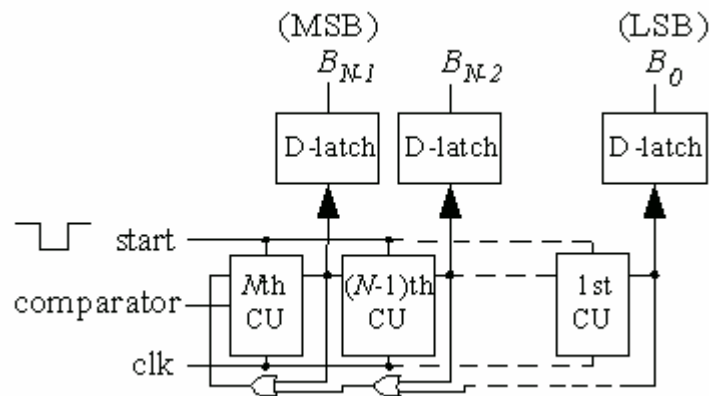 (MSB) (LSB)
B_{N-1} B_{N-2} B_0
D-latch D-latch D-latch
start
Nth (N-1)th 1st
comparator
CU CU CU
clk